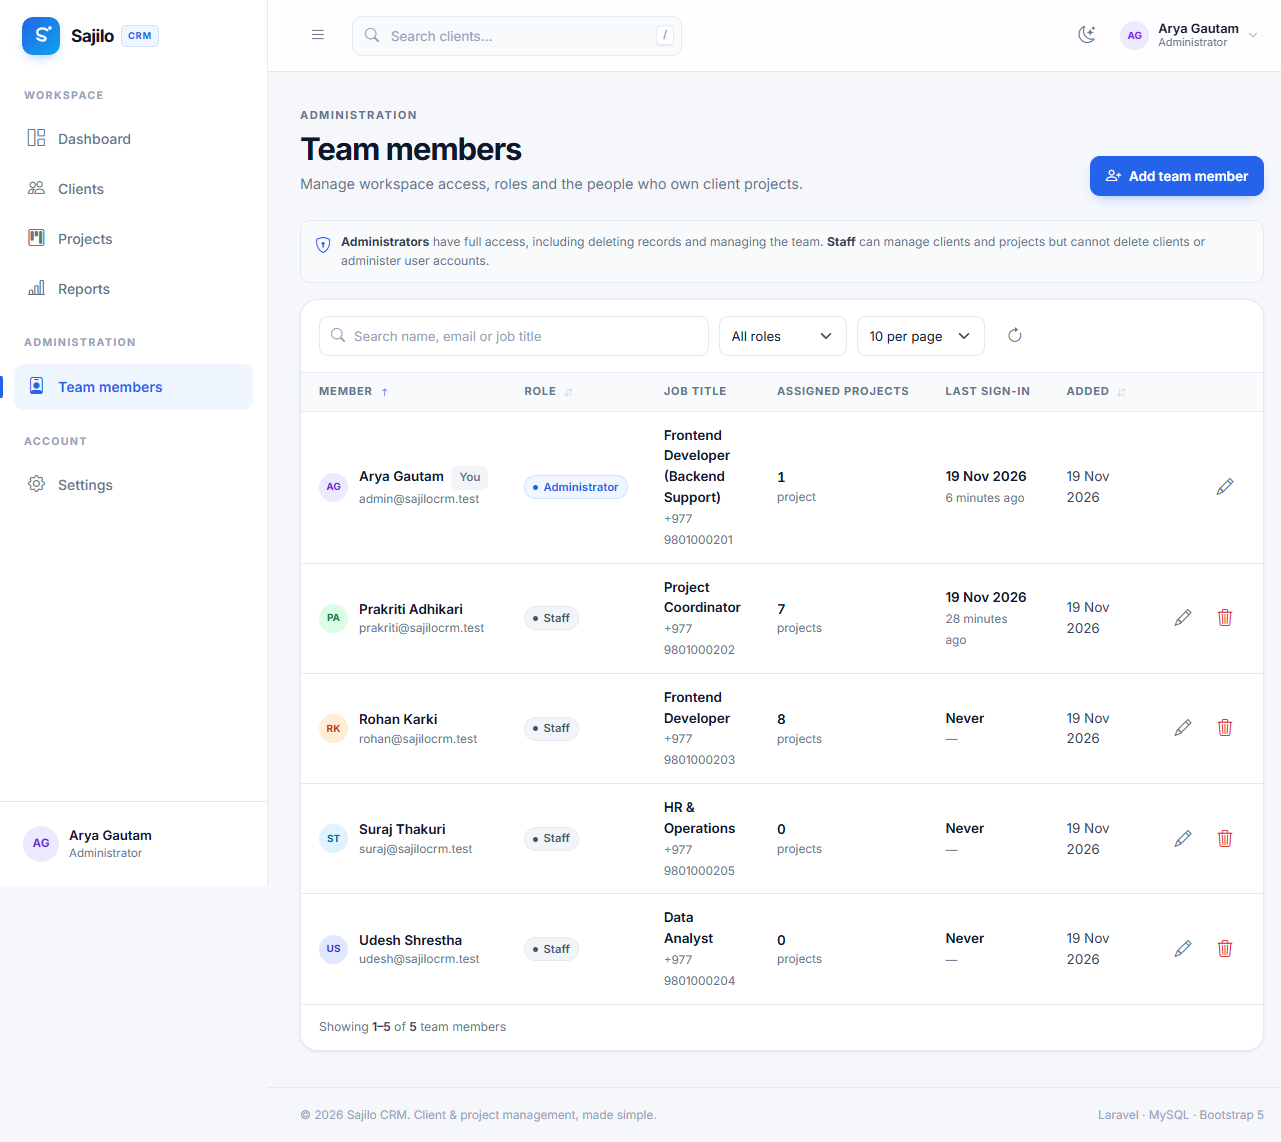 Sajilo CRM
WORKSPACE
Dashboard
Clients
Projects
Reports
ADMINISTRATION
Team members
ACCOUNT
Settings
AG Arya Gautam
Administrator
Search clients... /
AG Arya Gautam
Administrator
ADMINISTRATION
Team members
Manage workspace access, roles and the people who own client projects.
Add team member
Administrators have full access, including deleting records and managing the team. Staff can manage clients and projects but cannot delete clients or
administer user accounts.
Search name, email or job title All roles 10 per page
MEMBER ROLE JOB TITLE ASSIGNED PROJECTS LAST SIGN-IN ADDED
AG Arya Gautam You
admin@sajilocrm.test
Administrator
Frontend
Developer
(Backend
Support)
+977
9801000201
1
project
19 Nov 2026
6 minutes ago
19 Nov
2026
PA Prakriti Adhikari
prakriti@sajilocrm.test
Staff
Project
Coordinator
+977
9801000202
7
projects
19 Nov 2026
28 minutes
ago
19 Nov
2026
RK Rohan Karki
rohan@sajilocrm.test
Staff
Frontend
Developer
+977
9801000203
8
projects
Never
—
19 Nov
2026
ST Suraj Thakuri
suraj@sajilocrm.test
Staff
HR &
Operations
+977
9801000205
0
projects
Never
—
19 Nov
2026
US Udesh Shrestha
udesh@sajilocrm.test
Staff
Data
Analyst
+977
9801000204
0
projects
Never
—
19 Nov
2026
Showing 1–5 of 5 team members
© 2026 Sajilo CRM. Client & project management, made simple.
Laravel · MySQL · Bootstrap 5